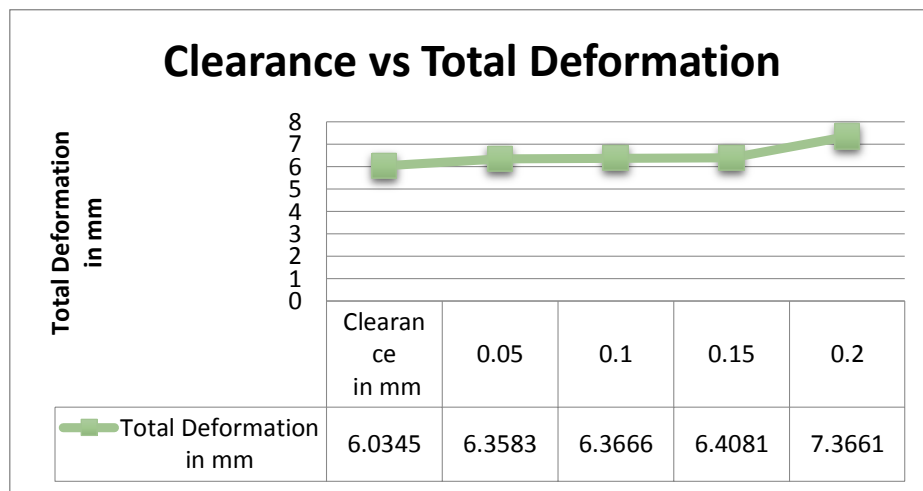 Clearance vs Total Deformation
Total Deformation
in mm
8
7
6
5
4
3
2
1
0
Clearan
ce
in mm
0.05
0.1
0.15
0.2
Total Deformation
in mm
6.0345
6.3583
6.3666
6.4081
7.3661